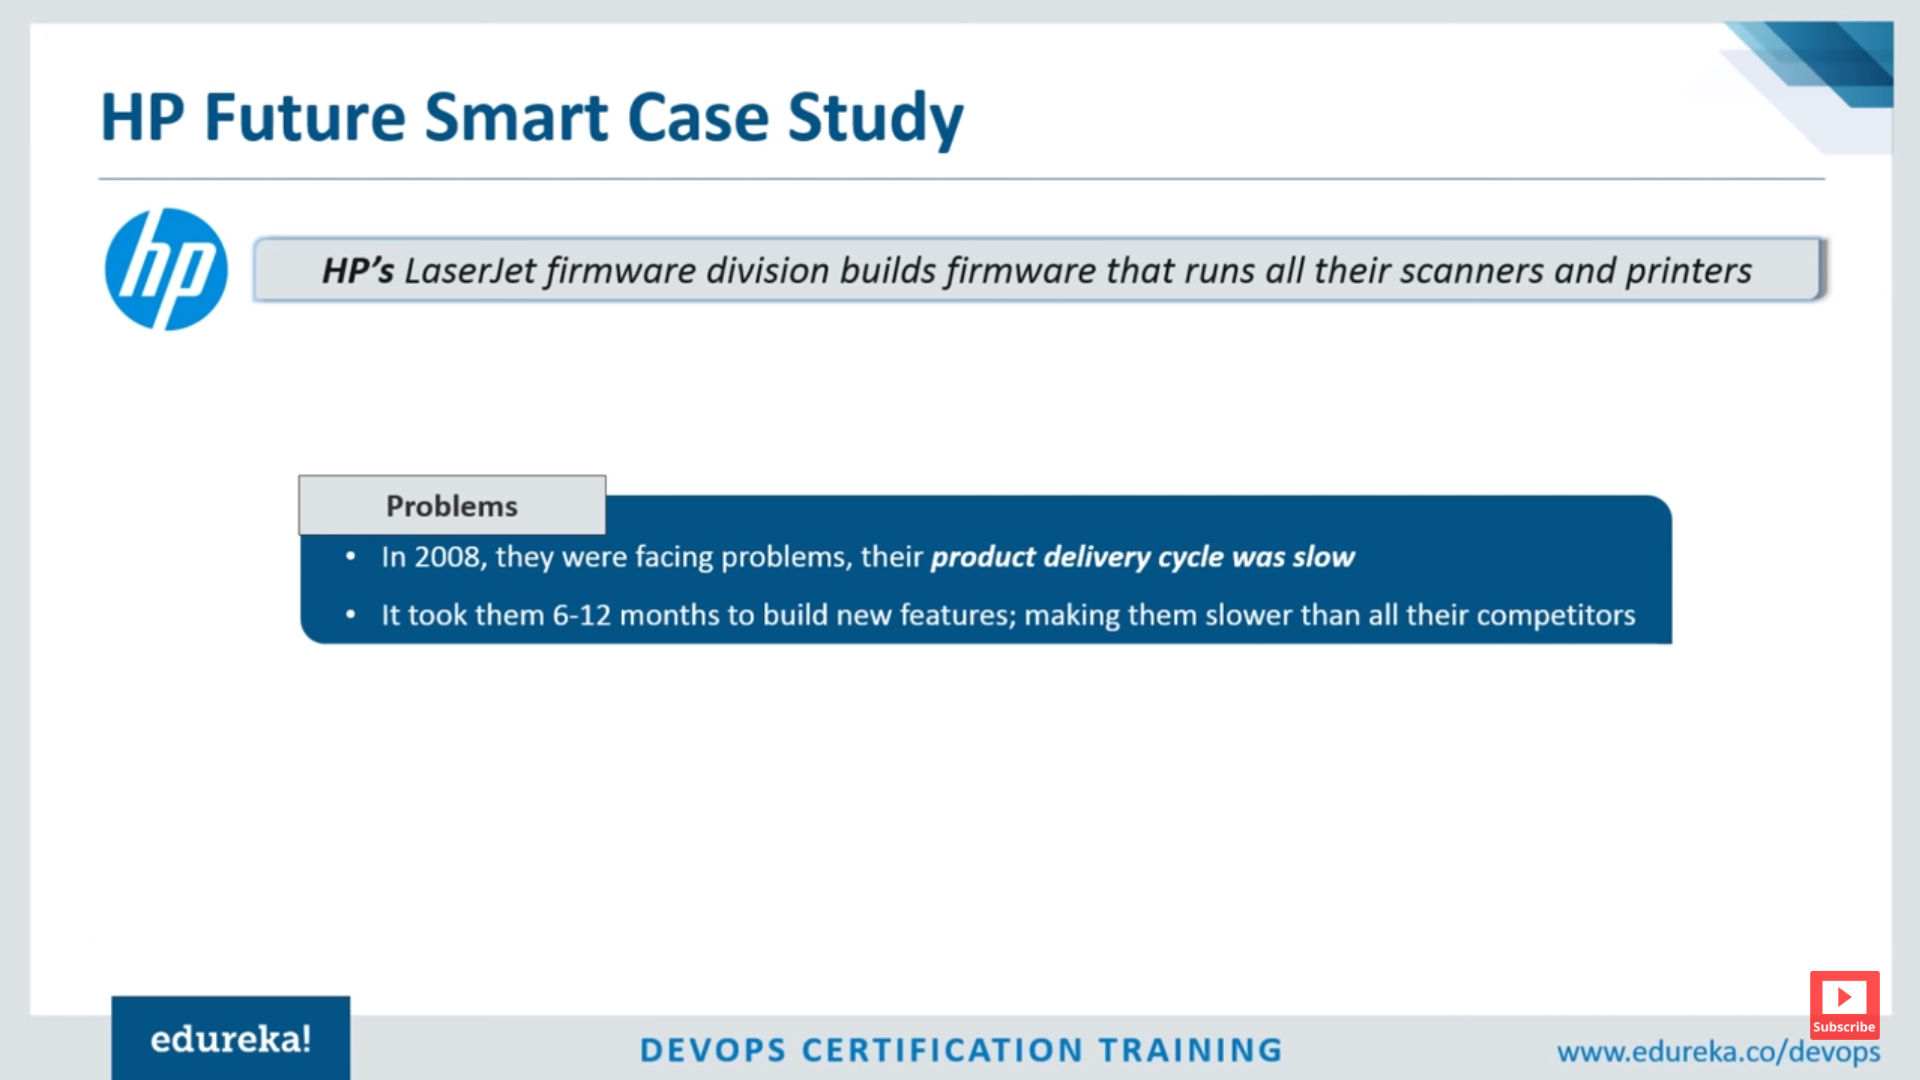 HP Future Smart Case Study
hp
HP's LaserJet firmware division builds firmware that runs all their scanners and printers
Problems
• In 2008, they were facing problems, their product delivery cycle was slow
• It took them 6-12 months to build new features; making them slower than all their competitors
Subscribe
edureka!
DEVOPS CERTIFICATION TRAINING
www.edureka.co/devops